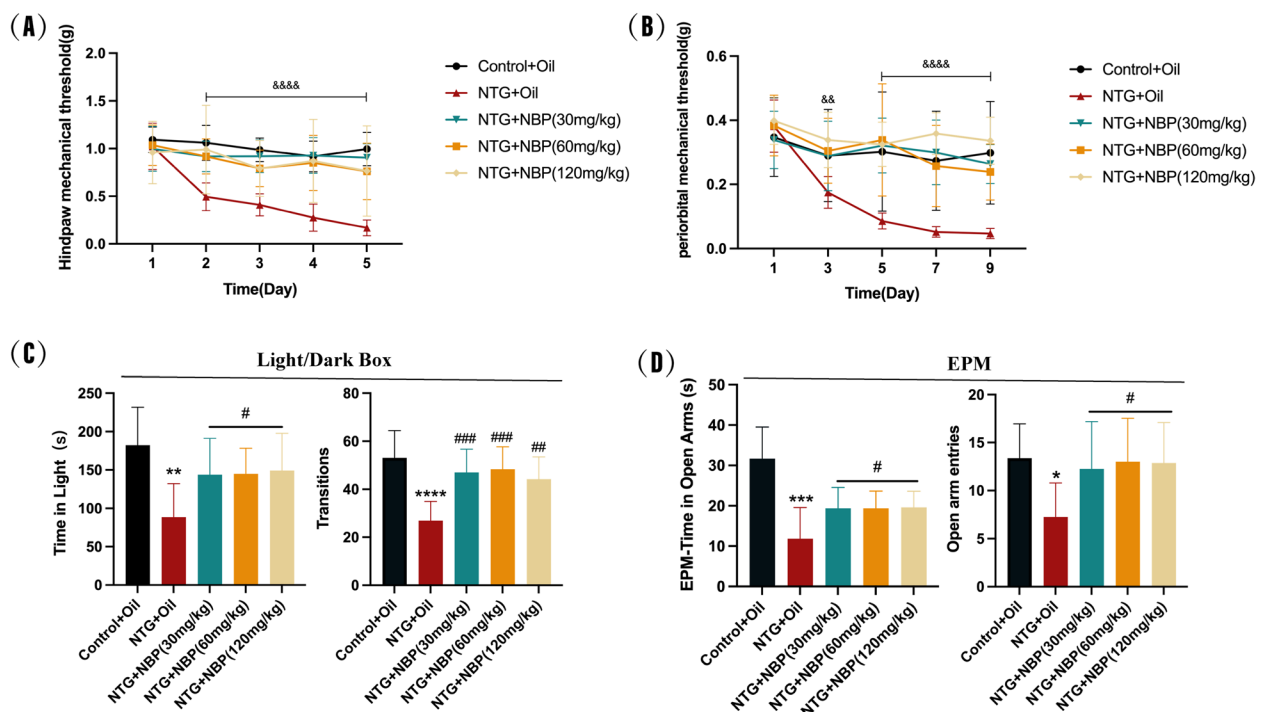 (A)
Hindpaw mechanical threshold(g)
2.0
1.5
1.0
0.5
0.0
&&&&
1 2 3 4 5
Time(Day)
Control+Oil
NTG+Oil
NTG+NBP(30mg/kg)
NTG+NBP(60mg/kg)
NTG+NBP(120mg/kg)
(B)
periorbital mechanical threshold(g)
0.6
0.4
0.2
0.0
&&
&&&&
1 3 5 7 9
Time(Day)
Control+Oil
NTG+Oil
NTG+NBP(30mg/kg)
NTG+NBP(60mg/kg)
NTG+NBP(120mg/kg)
(C)
Light/Dark Box
Time in Light (s)
250
200
150
100
50
0
**
#
Control+Oil
NTG+Oil
NTG+NBP(30mg/kg)
NTG+NBP(60mg/kg)
NTG+NBP(120mg/kg)
Transitions
80
60
40
20
0
****
### ### ##
Control+Oil
NTG+Oil
NTG+NBP(30mg/kg)
NTG+NBP(60mg/kg)
NTG+NBP(120mg/kg)
(D)
EPM
EPM-Time in Open Arms (s)
50
40
30
20
10
0
***
#
Control+Oil
NTG+Oil
NTG+NBP(30mg/kg)
NTG+NBP(60mg/kg)
NTG+NBP(120mg/kg)
Open arm entries
20
15
10
5
0
*
#
Control+Oil
NTG+Oil
NTG+NBP(30mg/kg)
NTG+NBP(60mg/kg)
NTG+NBP(120mg/kg)